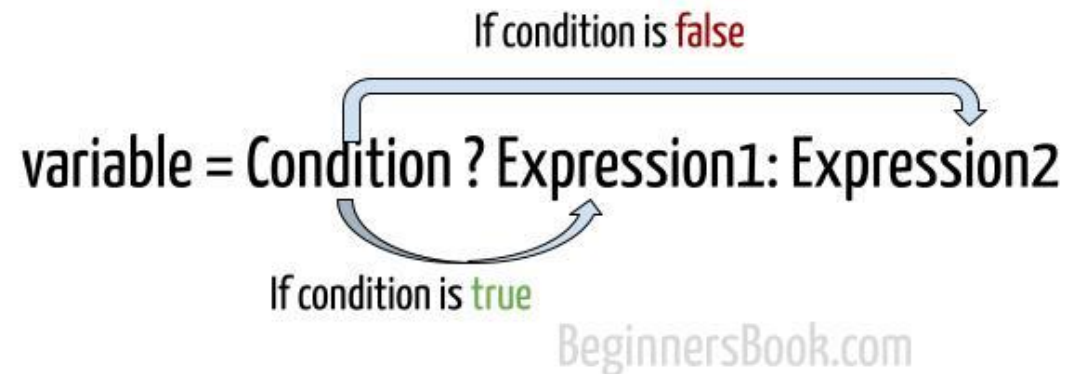 If condition is false
variable = Condition ? Expression1: Expression2
If condition is true
BeginnersBook.com